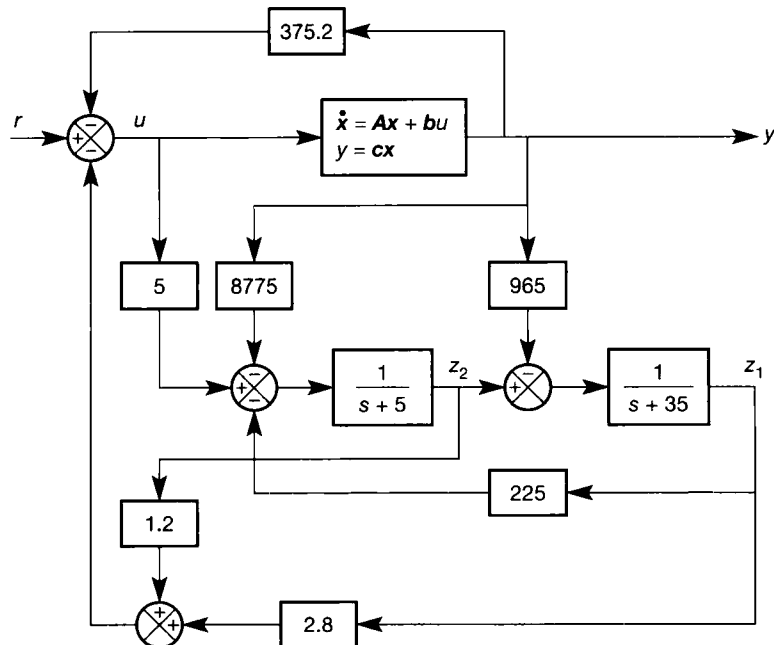 375.2
r
+
−
−
u
ẋ = Ax + bu
y = cx
y
5
8775
965
+
−
−
1
s + 5
z₂
+
−
1
s + 35
z₁
225
1.2
+
+
2.8